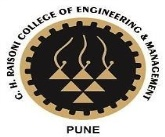 G. H. RAISONI COLLEGE OF ENGINEERING & MANAGEMENT
PUNE